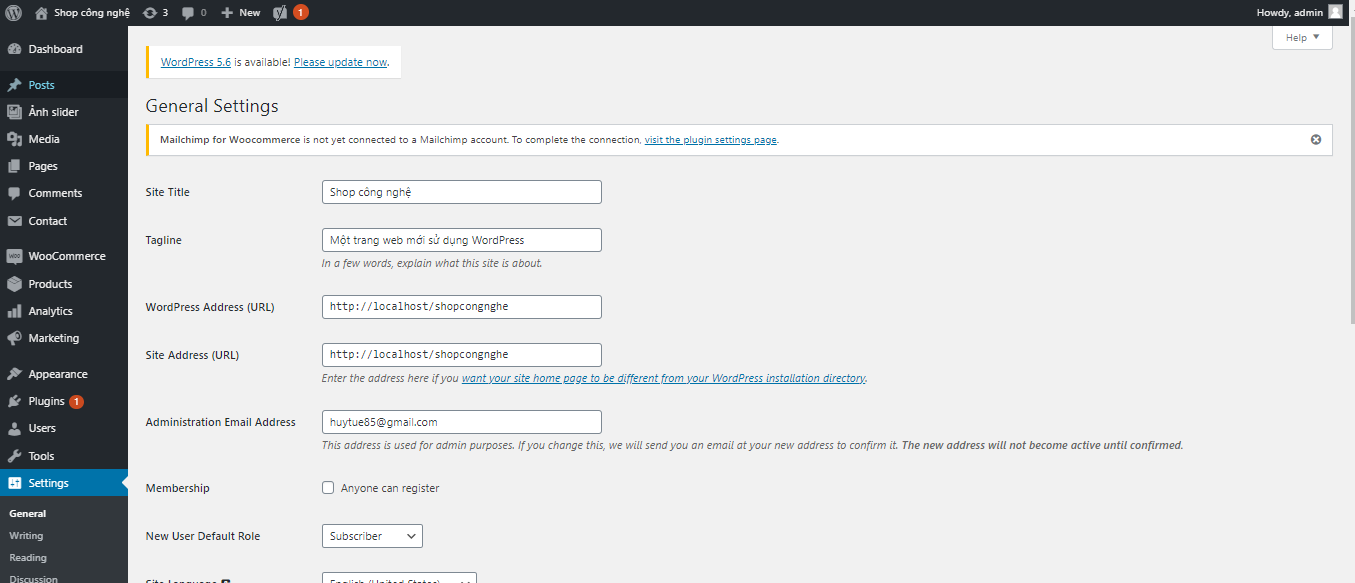 Shop công nghệ 3 0 New 1 Howdy, admin
Help
Dashboard
Posts
Ảnh slider
Media
Pages
Comments
Contact
WooCommerce
Products
Analytics
Marketing
Appearance
Plugins 1
Users
Tools
Settings
General
Writing
Reading
Discussion
WordPress 5.6 is available! Please update now.
General Settings
Mailchimp for Woocommerce is not yet connected to a Mailchimp account. To complete the connection, visit the plugin settings page.
Site Title Shop công nghệ
Tagline Một trang web mới sử dụng WordPress
In a few words, explain what this site is about.
WordPress Address (URL) http://localhost/shopcongnghe
Site Address (URL) http://localhost/shopcongnghe
Enter the address here if you want your site home page to be different from your WordPress installation directory.
Administration Email Address huytue85@gmail.com
This address is used for admin purposes. If you change this, we will send you an email at your new address to confirm it. The new address will not become active until confirmed.
Membership Anyone can register
New User Default Role Subscriber
Site Language English (United States)